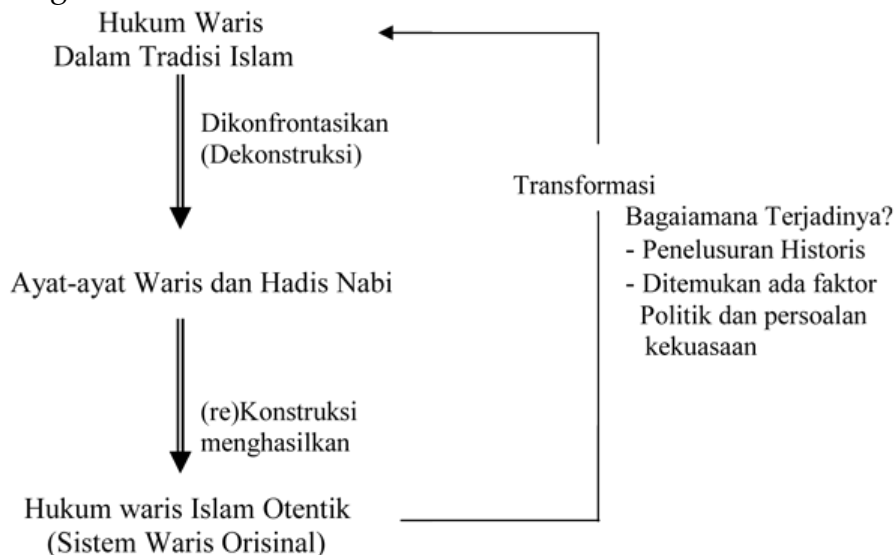 Hukum Waris
Dalam Tradisi Islam
Dikonfrontasikan
(Dekonstruksi)
Transformasi
Bagaiamana Terjadinya?
- Penelusuran Historis
- Ditemukan ada faktor
Politik dan persoalan
kekuasaan
Ayat-ayat Waris dan Hadis Nabi
(re)Konstruksi
menghasilkan
Hukum waris Islam Otentik
(Sistem Waris Orisinal)